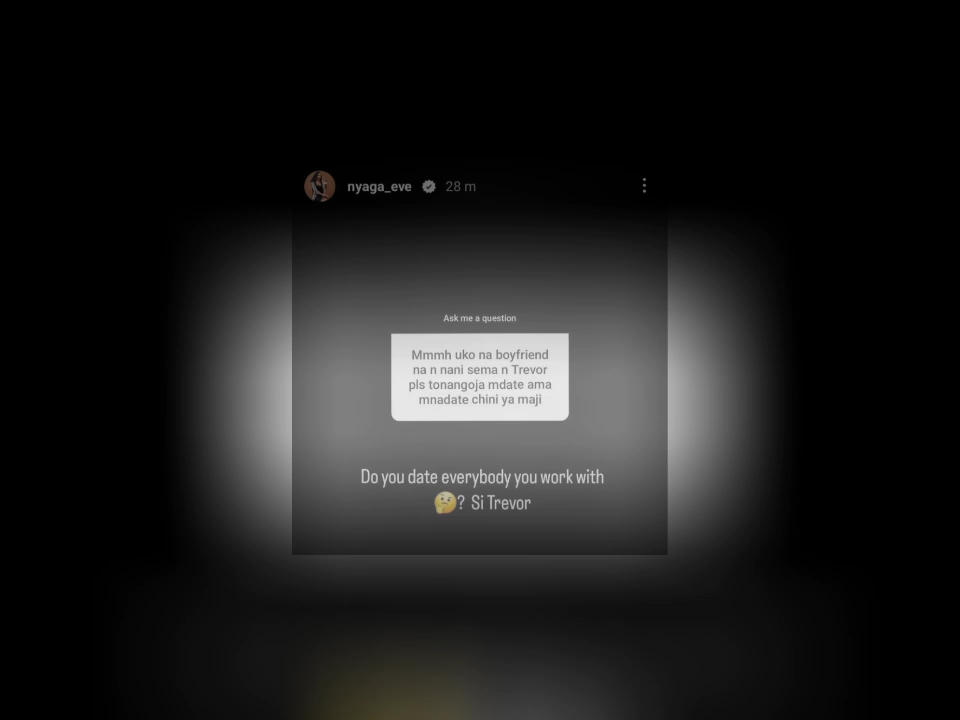 nyaga_eve 28 m
Ask me a question
Mmmh uko na boyfriend
na n nani sema n Trevor
pls tonangoja mdate ama
mnadate chini ya maji
Do you date everybody you work with
🤔? Si Trevor